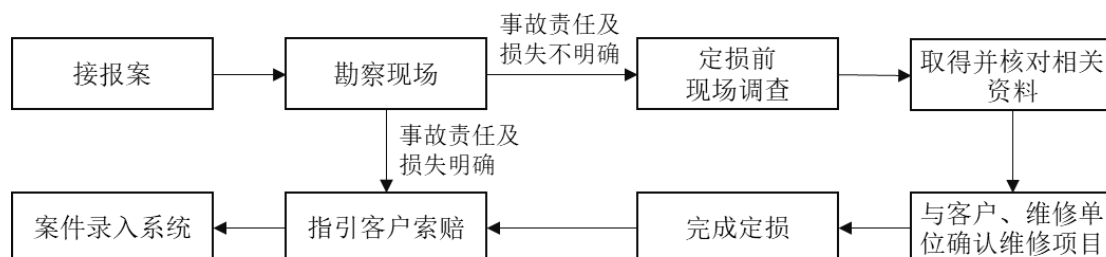 接报案
勘察现场
事故责任及
损失不明确
定损前
现场调查
取得并核对相关
资料
事故责任及
损失明确
案件录入系统
指引客户索赔
完成定损
与客户、维修单
位确认维修项目